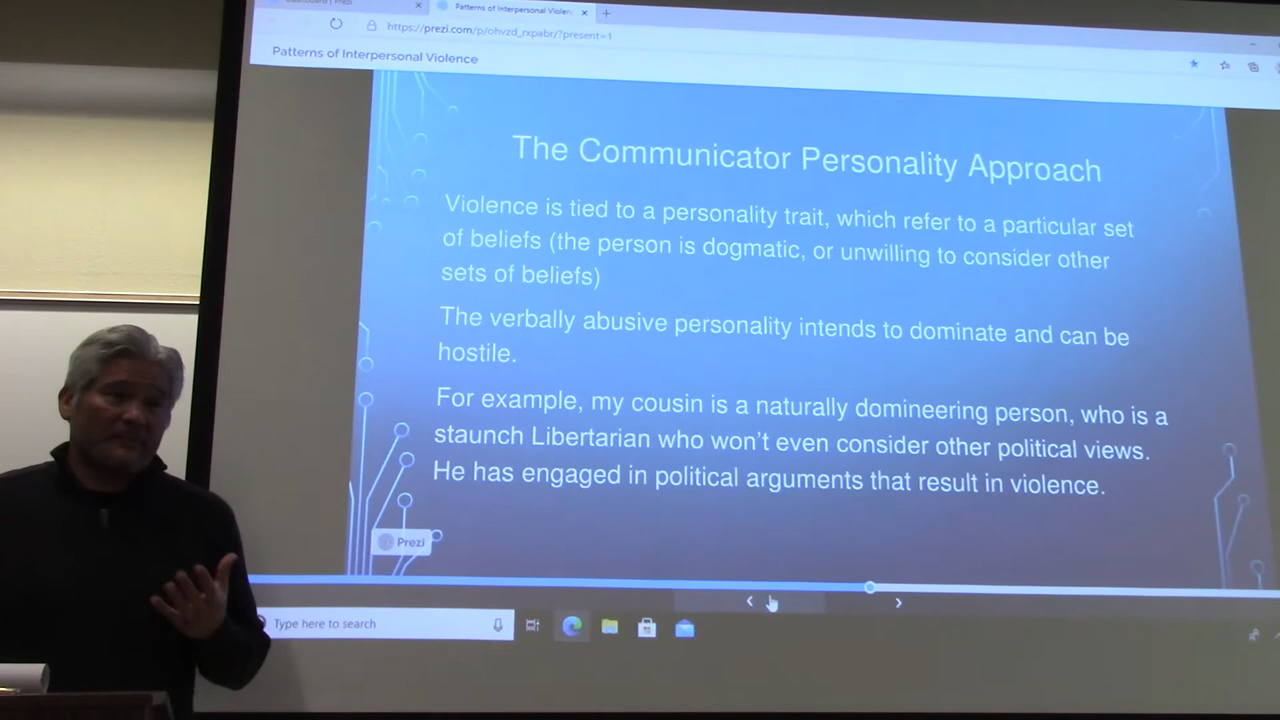 Patterns of Interpersonal Violen
https://prezi.com/p/ohvzd_rxpabr/?present=1
Patterns of Interpersonal Violence
The Communicator Personality Approach
Violence is tied to a personality trait, which refer to a particular set
of beliefs (the person is dogmatic, or unwilling to consider other
sets of beliefs)
The verbally abusive personality intends to dominate and can be
hostile.
For example, my cousin is a naturally domineering person, who is a
staunch Libertarian who won't even consider other political views.
He has engaged in political arguments that result in violence.
Prezi
Type here to search